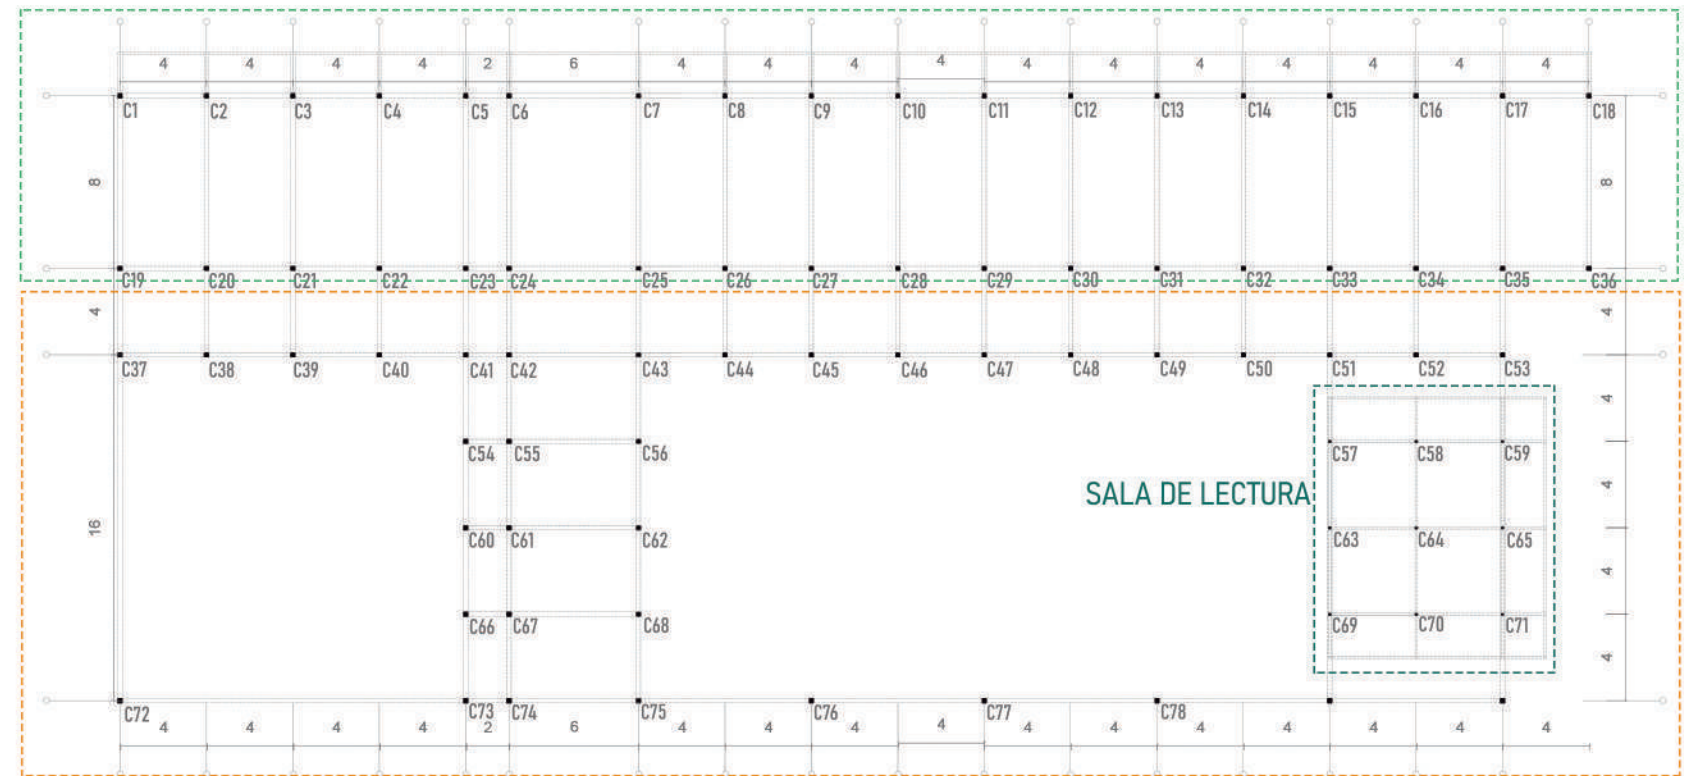 4 4 4 4 2 6 4 4 4 4 4 4 4 4 4 4 4
C1 C2 C3 C4 C5 C6 C7 C8 C9 C10 C11 C12 C13 C14 C15 C16 C17 C18
8 8
C19 C20 C21 C22 C23 C24 C25 C26 C27 C28 C29 C30 C31 C32 C33 C34 C35 C36
4 4
C37 C38 C39 C40 C41 C42 C43 C44 C45 C46 C47 C48 C49 C50 C51 C52 C53
4
C54 C55 C56 C57 C58 C59
SALA DE LECTURA 4
16
C60 C61 C62 C63 C64 C65
4
C66 C67 C68 C69 C70 C71
4
C72 C73 C74 C75 C76 C77 C78
4 4 4 4 2 6 4 4 4 4 4 4 4 4 4 4 4